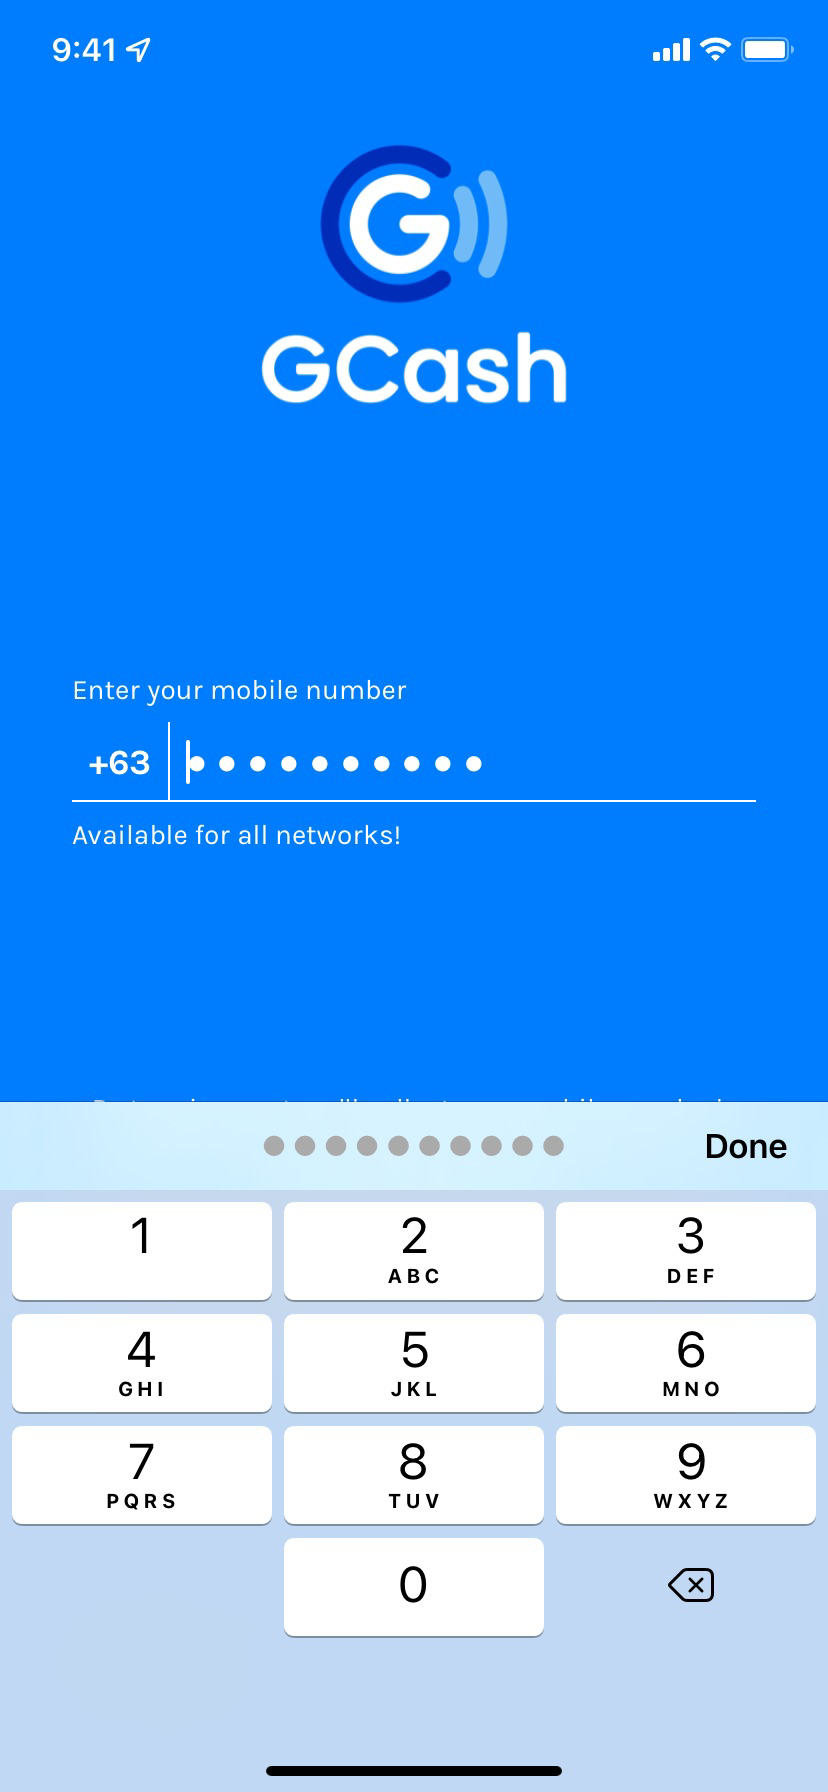 9:41
G
GCash
Enter your mobile number
+63
Available for all networks!
Done
1
2
ABC
3
DEF
4
GHI
5
JKL
6
MNO
7
PQRS
8
TUV
9
WXYZ
0